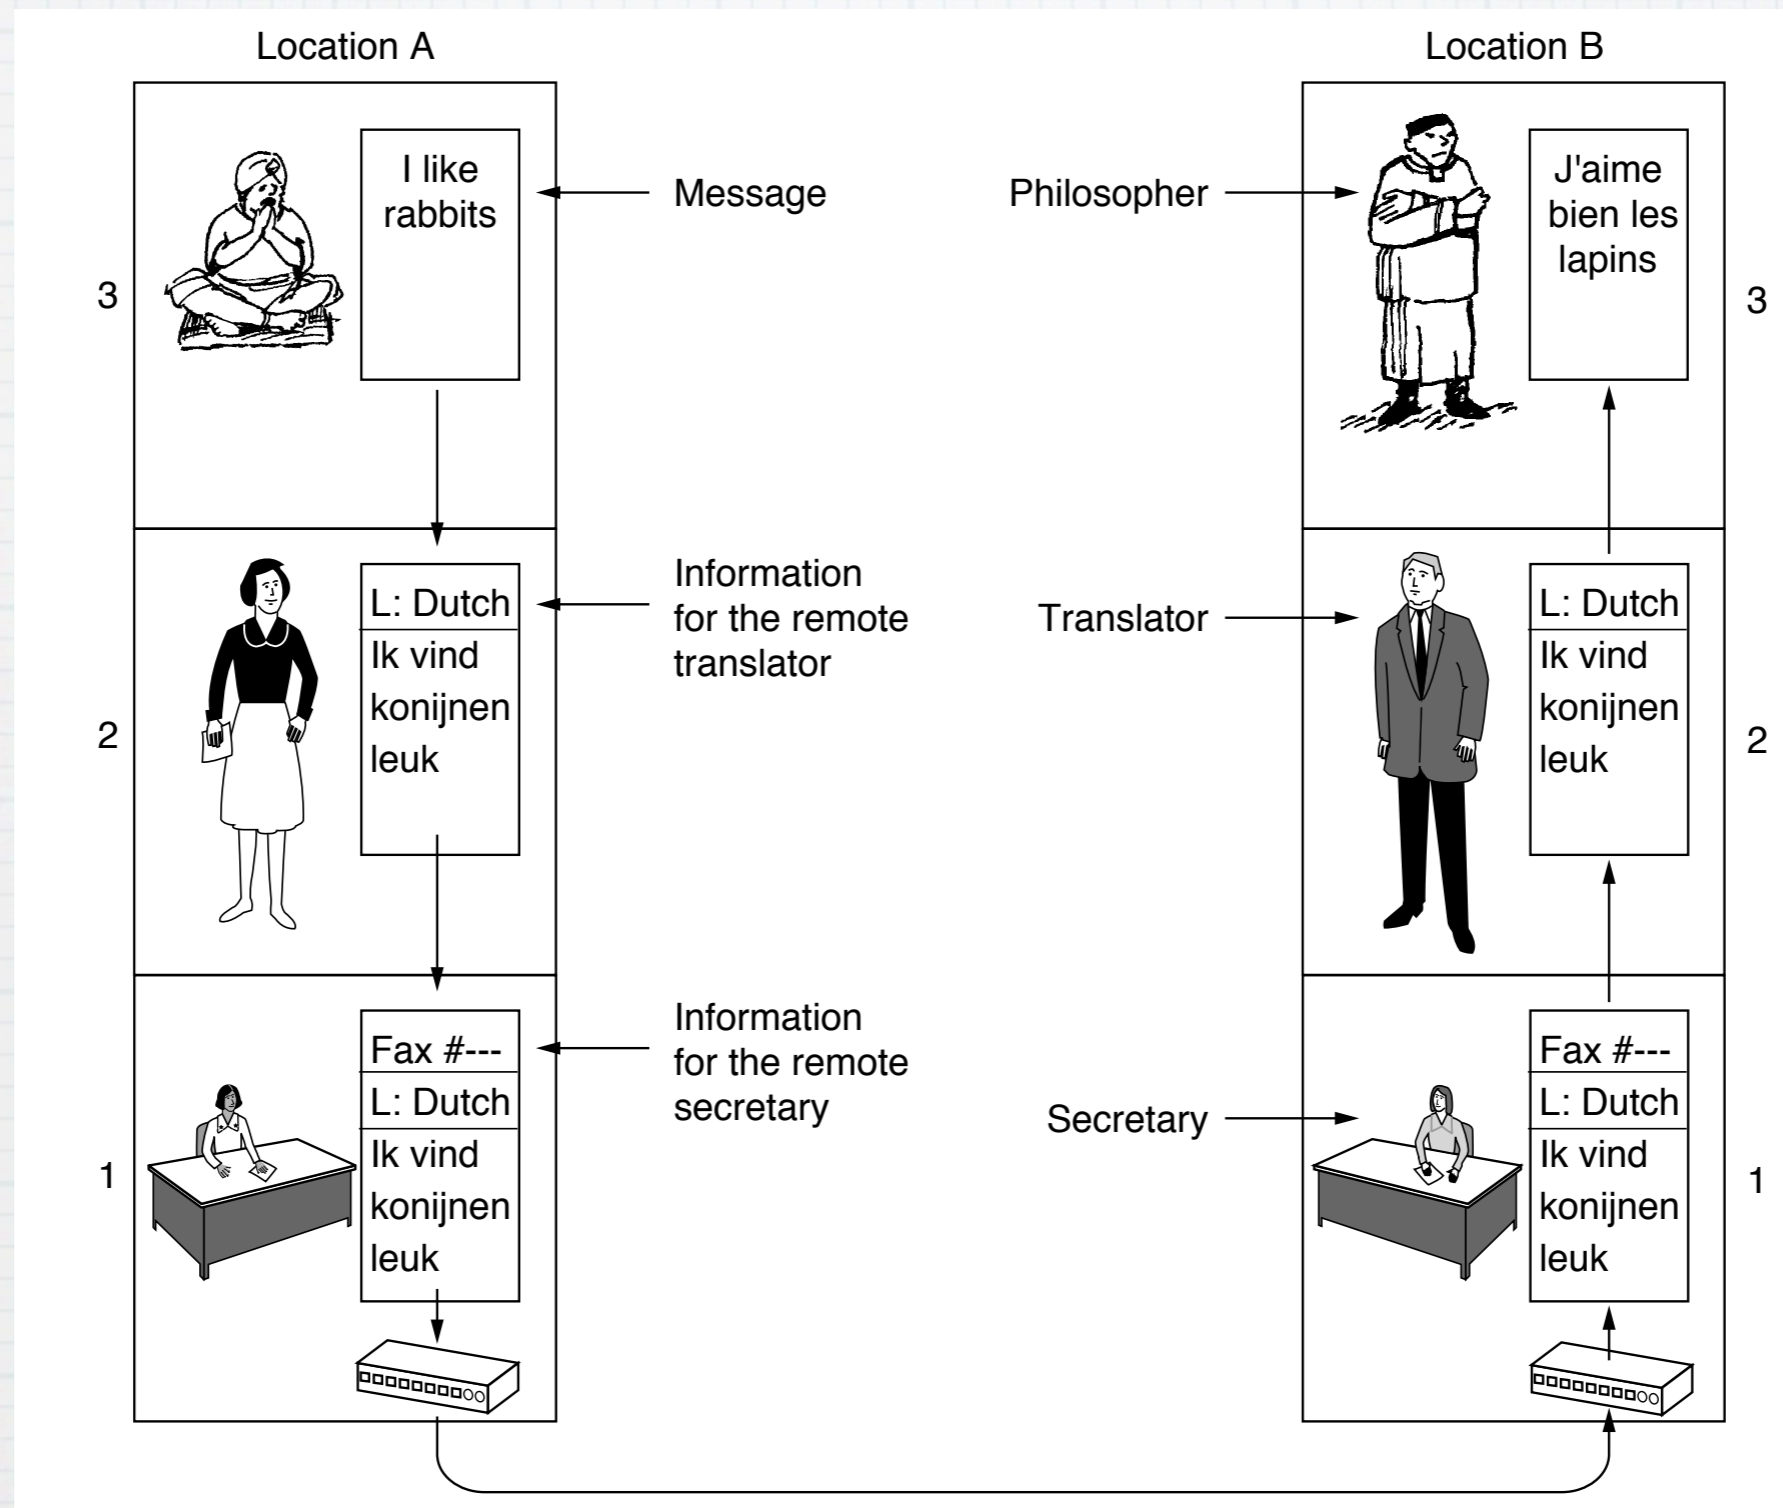 Location A
Location B
I like
rabbits
Message
Philosopher
J'aime
bien les
lapins
3
3
L: Dutch
Ik vind
konijnen
leuk
Information
for the remote
translator
Translator
L: Dutch
Ik vind
konijnen
leuk
2
2
Fax #---
L: Dutch
Ik vind
konijnen
leuk
Information
for the remote
secretary
Secretary
Fax #---
L: Dutch
Ik vind
konijnen
leuk
1
1